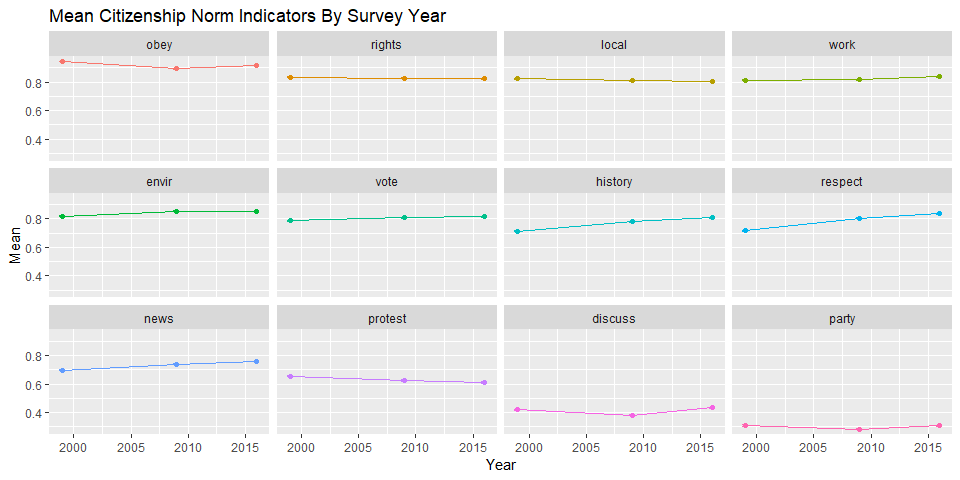 Mean Citizenship Norm Indicators By Survey Year
obey rights local work
0.8
0.6
0.4
envir vote history respect
0.8
0.6
0.4
Mean
news protest discuss party
0.8
0.6
0.4
2000 2005 2010 2015 2000 2005 2010 2015 2000 2005 2010 2015 2000 2005 2010 2015
Year